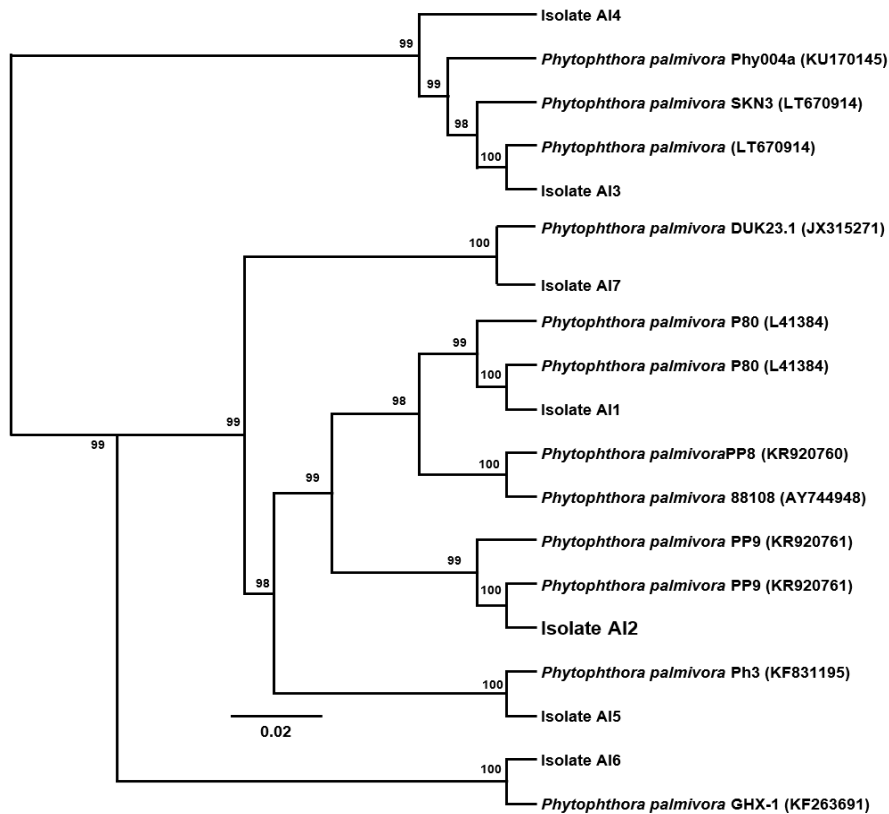 Isolate AI4
99
Phytophthora palmivora Phy004a (KU170145)
99
Phytophthora palmivora SKN3 (LT670914)
98
Phytophthora palmivora (LT670914)
100
Isolate AI3
Phytophthora palmivora DUK23.1 (JX315271)
100
Isolate AI7
Phytophthora palmivora P80 (L41384)
99
Phytophthora palmivora P80 (L41384)
100
Isolate AI1
98
99
99
Phytophthora palmivoraPP8 (KR920760)
100
99
Phytophthora palmivora 88108 (AY744948)
Phytophthora palmivora PP9 (KR920761)
99
Phytophthora palmivora PP9 (KR920761)
98
100
Isolate AI2
Phytophthora palmivora Ph3 (KF831195)
100
Isolate AI5
0.02
Isolate AI6
100
Phytophthora palmivora GHX-1 (KF263691)